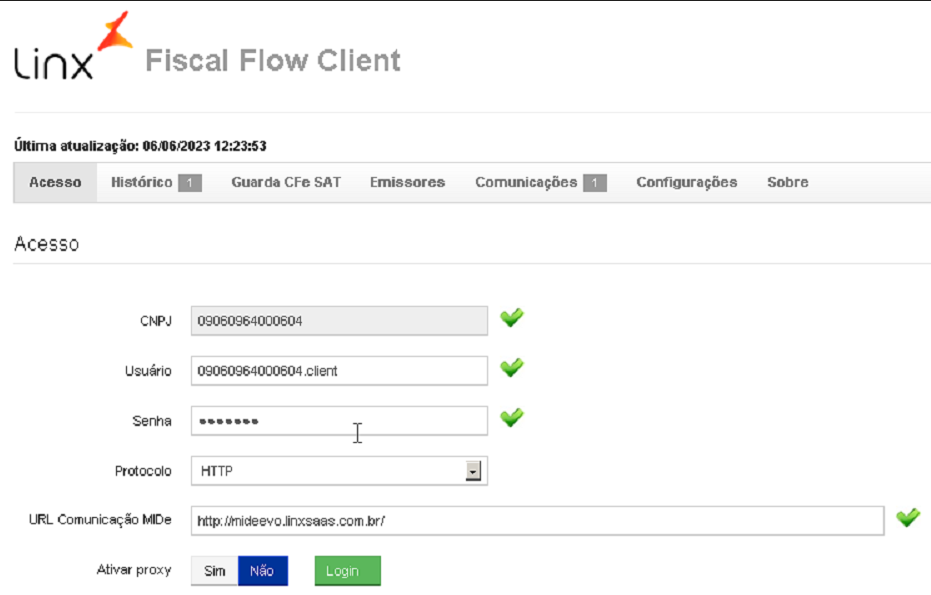 Linx Fiscal Flow Client
Última atualização: 06/06/2023 12:23:53
Acesso Histórico 1 Guarda CFe SAT Emissores Comunicações 1 Configurações Sobre
Acesso
CNPJ 09060964000604
Usuário 09060964000604.client
Senha •••••••
Protocolo HTTP
URL Comunicação MIDe http://mideevo.linxsaas.com.br/
Ativar proxy Sim Não Login